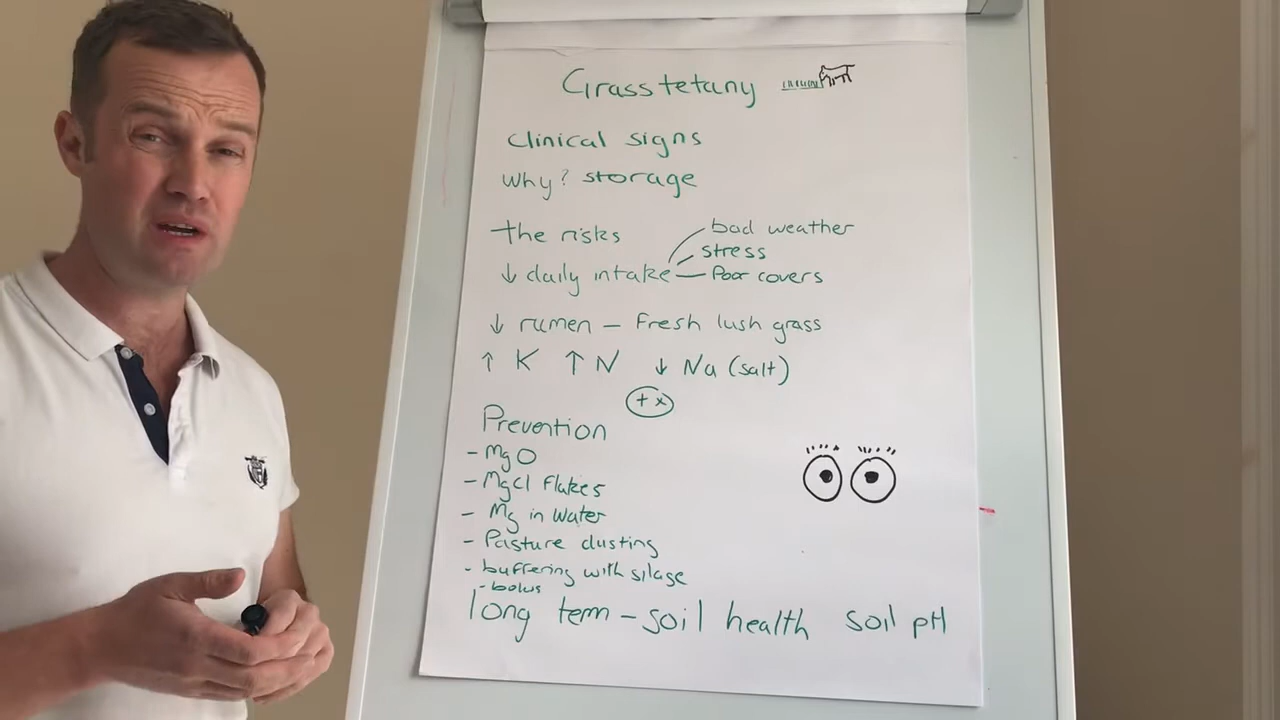 Grasstetany
Clinical signs
Why? storage
the risks
bad weather
stress
↓ daily intake — Poor covers
↓ rumen — Fresh lush grass
↑ K ↑ N ↓ Na (salt)
+ x
Prevention
- MgO
- MgCl Flakes
- Mg in Water
- Pasture dusting
- buffering with silage
- bolus
long term – soil health soil pH